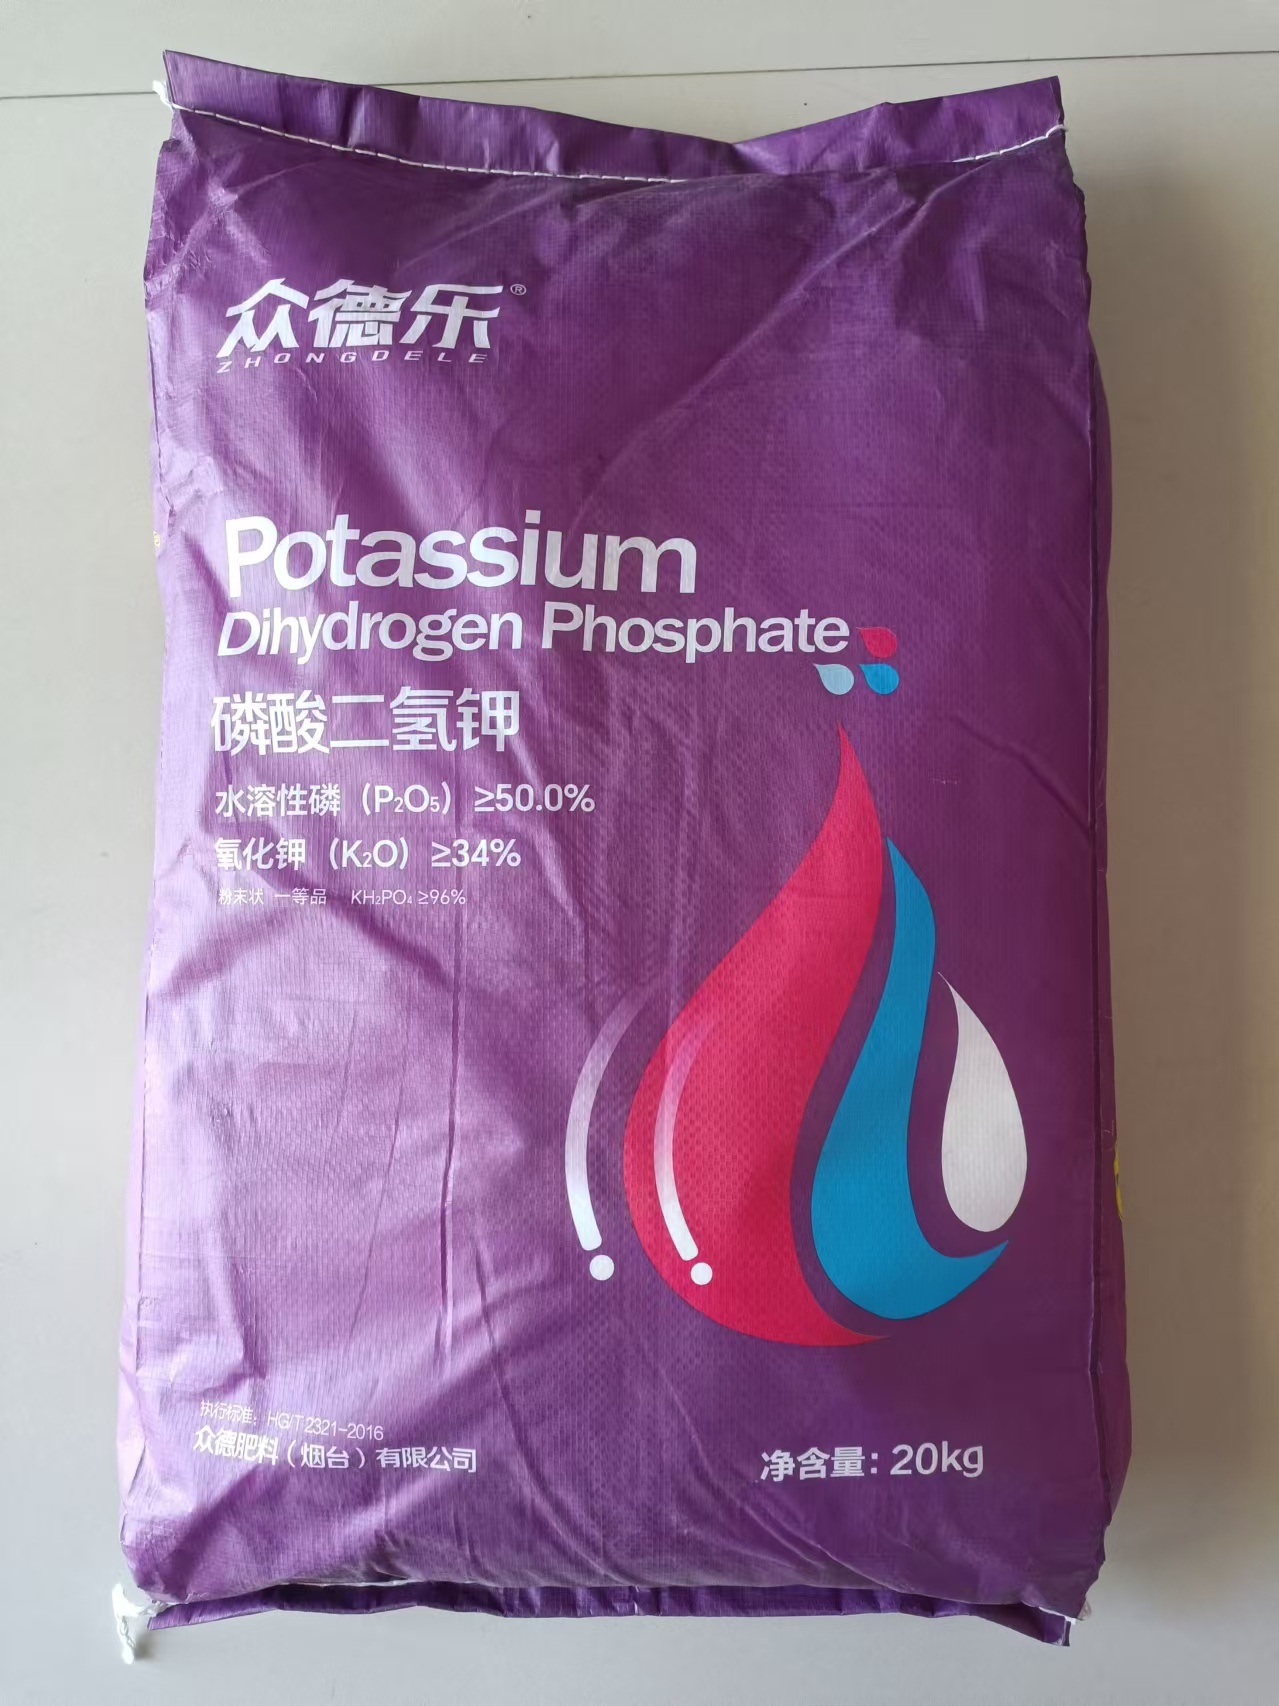 众德乐®
ZHONGDELE
Potassium
Dihydrogen Phosphate
磷酸二氢钾
水溶性磷（P₂O₅）≥50.0%
氧化钾（K₂O）≥34%
粉末状 一等品 KH₂PO₄ ≥96%
执行标准：HG/T 2321-2016
众德肥料（烟台）有限公司
净含量：20kg